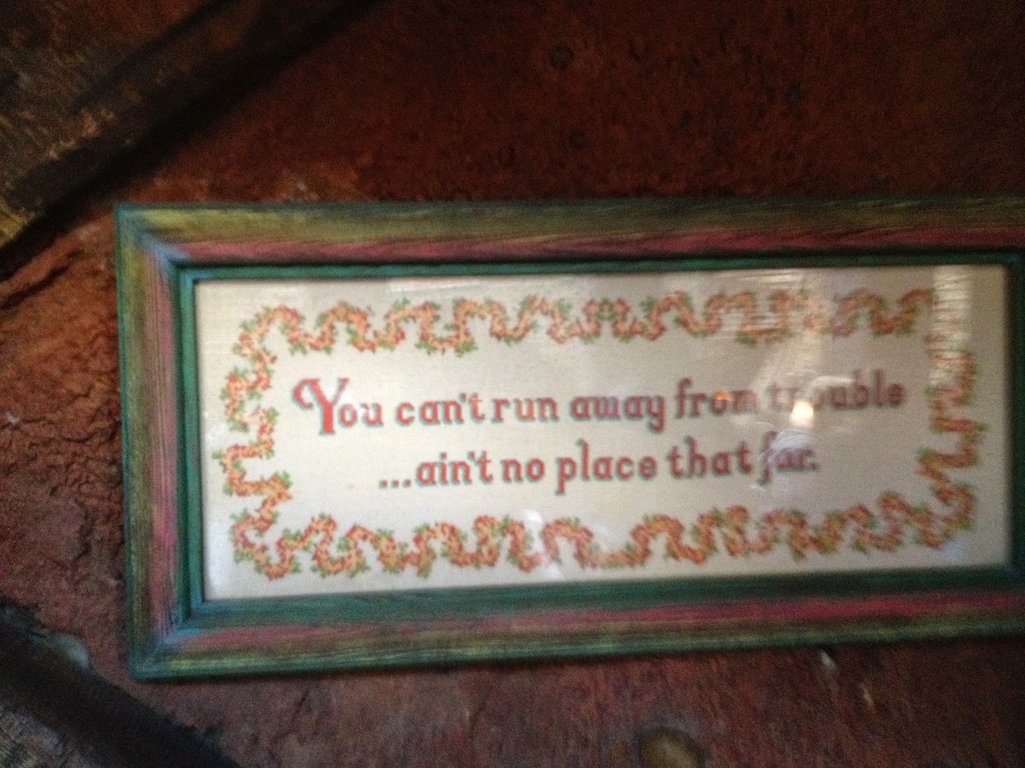 You can't run away from trouble
...ain't no place that far.